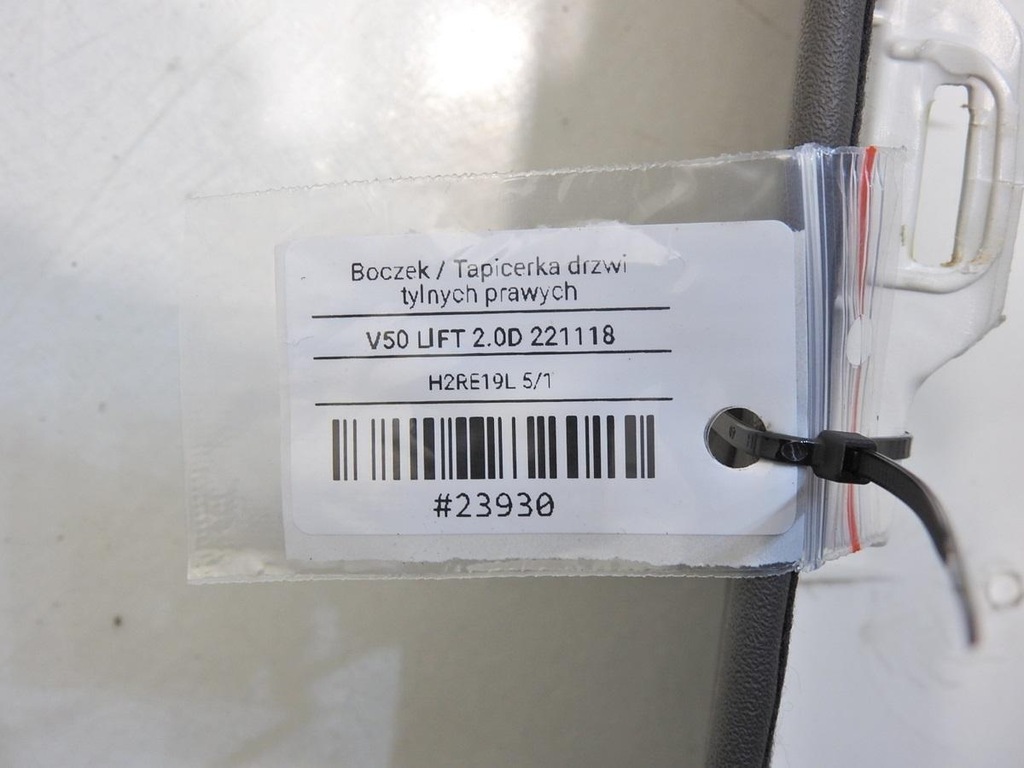 Boczek / Tapicerka drzwi
tylnych prawych
V50 LIFT 2.0D 221118
H2RE19L 5/1
#23930